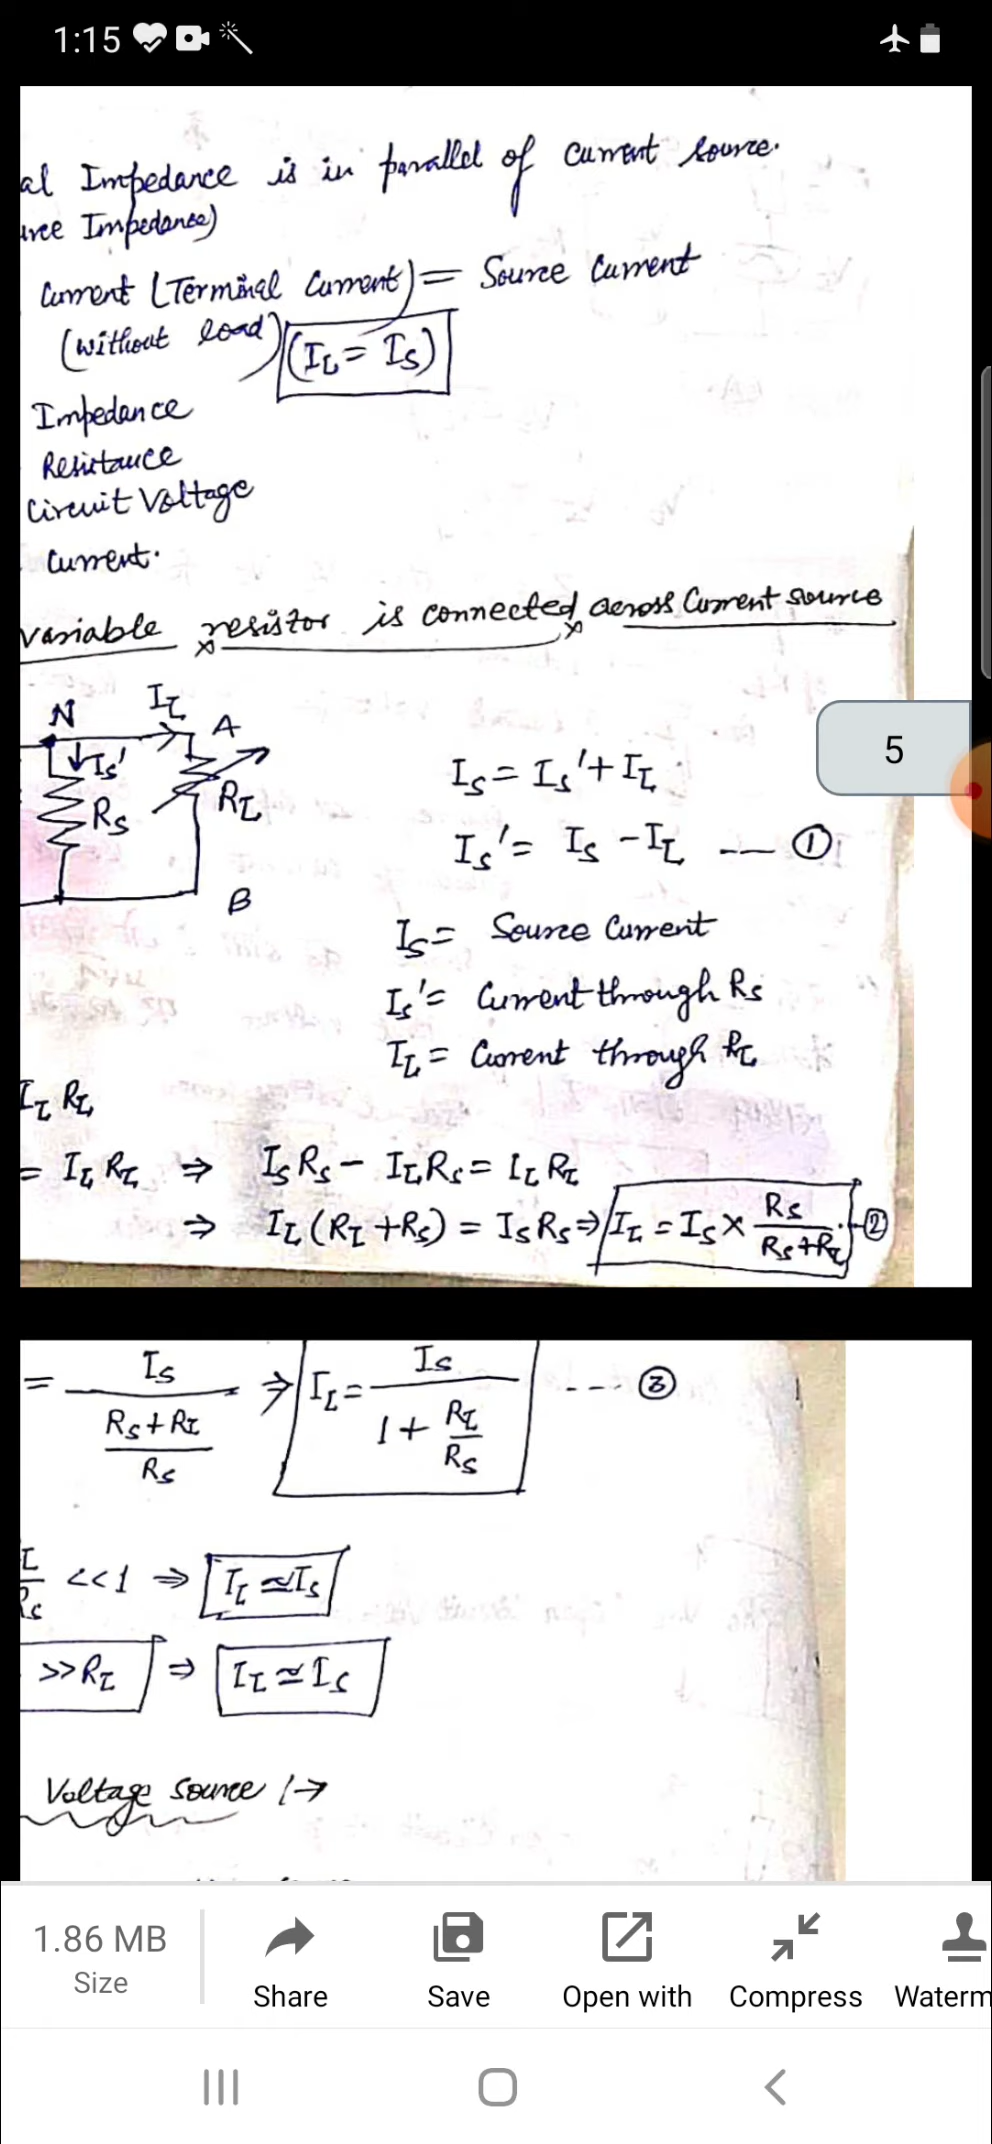 1:15
al Impedance is in parallel of current source.
urce Impedance)
Current (Terminal Current) = Source Current
(without load) (IL = Is)
Impedance
Resistance
Circuit Voltage
Current.
variable resistor is connected across Current source
N IL A
Is' Rs RL
B
Is = Is' + IL
Is' = Is - IL --- ①
Is = Source Current
Is' = Current through Rs
IL = Current through RL
IL RL
= IL RL ⇒ Is Rs - IL Rs = IL RL
⇒ IL (RL + Rs) = Is Rs ⇒ IL = Is × Rs / (Rs + RL) - ②
5
= Is / ((Rs + RL) / Rs) ⇒ IL = Is / (1 + RL / Rs) --- ③
L / Rs << 1 ⇒ IL ≃ Is
>> RL ⇒ IL ≃ Is
Voltage source :→
1.86 MB
Size
Share
Save
Open with
Compress
Waterm